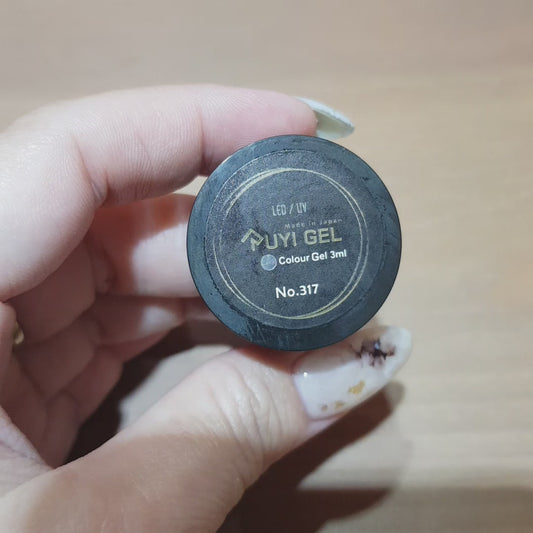 LED / UV
Made in Japan
PUYI GEL
Colour Gel 3ml
No.317